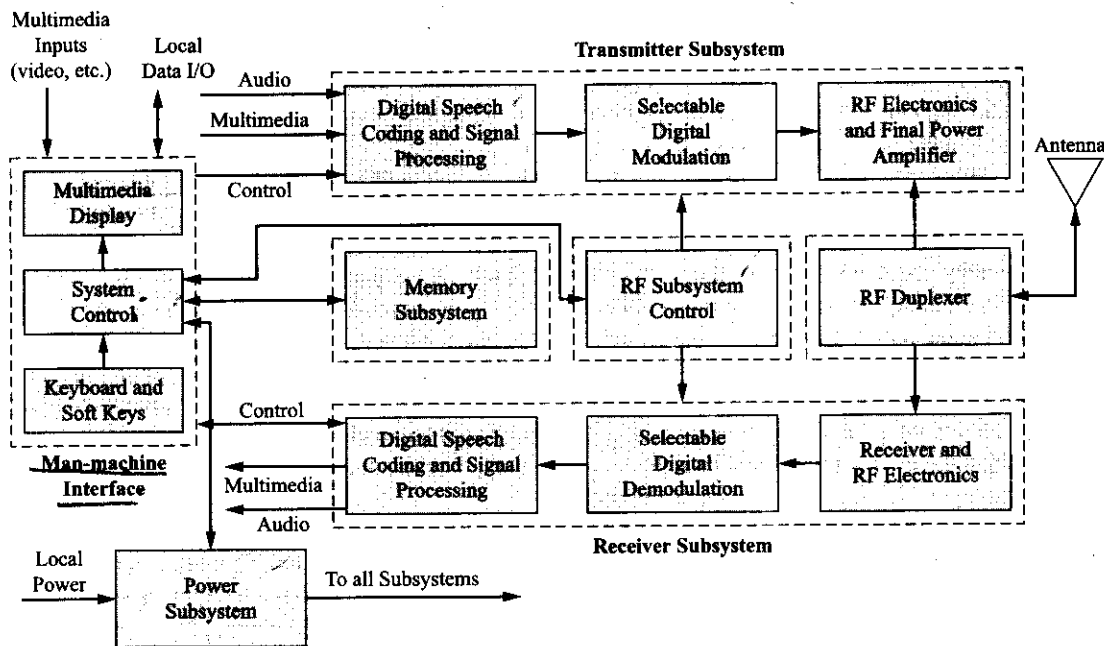 Multimedia
Inputs
(video, etc.)
Local
Data I/O
Transmitter Subsystem
Audio
Multimedia
Control
Digital Speech
Coding and Signal
Processing
Selectable
Digital
Modulation
RF Electronics
and Final Power
Amplifier
Antenna
Multimedia
Display
System
Control
Keyboard and
Soft Keys
Man-machine
Interface
Memory
Subsystem
RF Subsystem
Control
RF Duplexer
Control
Multimedia
Audio
Digital Speech
Coding and Signal
Processing
Selectable
Digital
Demodulation
Receiver and
RF Electronics
Receiver Subsystem
Local
Power
Power
Subsystem
To all Subsystems